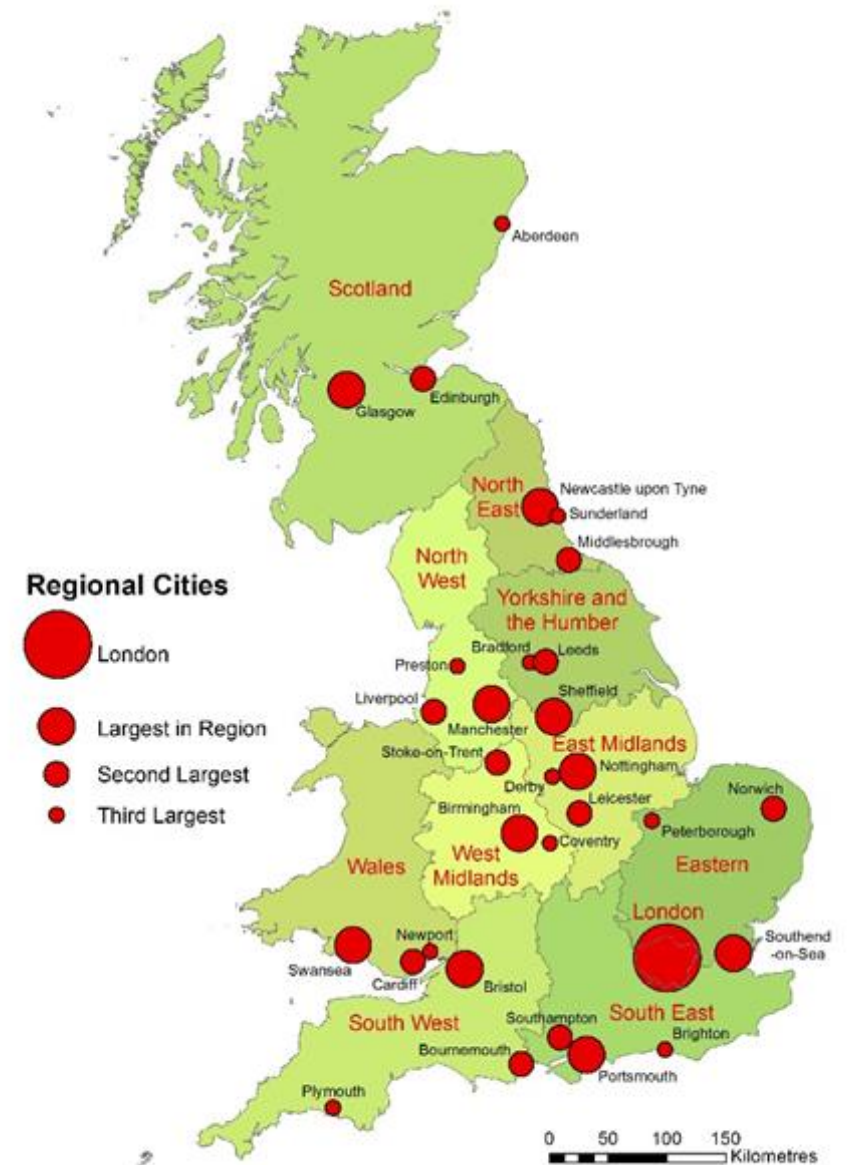 Aberdeen
Scotland
Edinburgh
Glasgow
North
East
Newcastle upon Tyne
Sunderland
Middlesbrough
North
West
Regional Cities
London
Largest in Region
Second Largest
Third Largest
Yorkshire and
the Humber
Bradford
Leeds
Preston
Sheffield
Liverpool
Manchester
East Midlands
Stoke-on-Trent
Nottingham
Derby
Leicester
Norwich
Birmingham
Peterborough
Coventry
West
Midlands
Wales
Eastern
London
Newport
Southend
-on-Sea
Swansea
Cardiff
Bristol
South East
Southampton
South West
Brighton
Bournemouth
Portsmouth
Plymouth
0 50 100 150
Kilometres